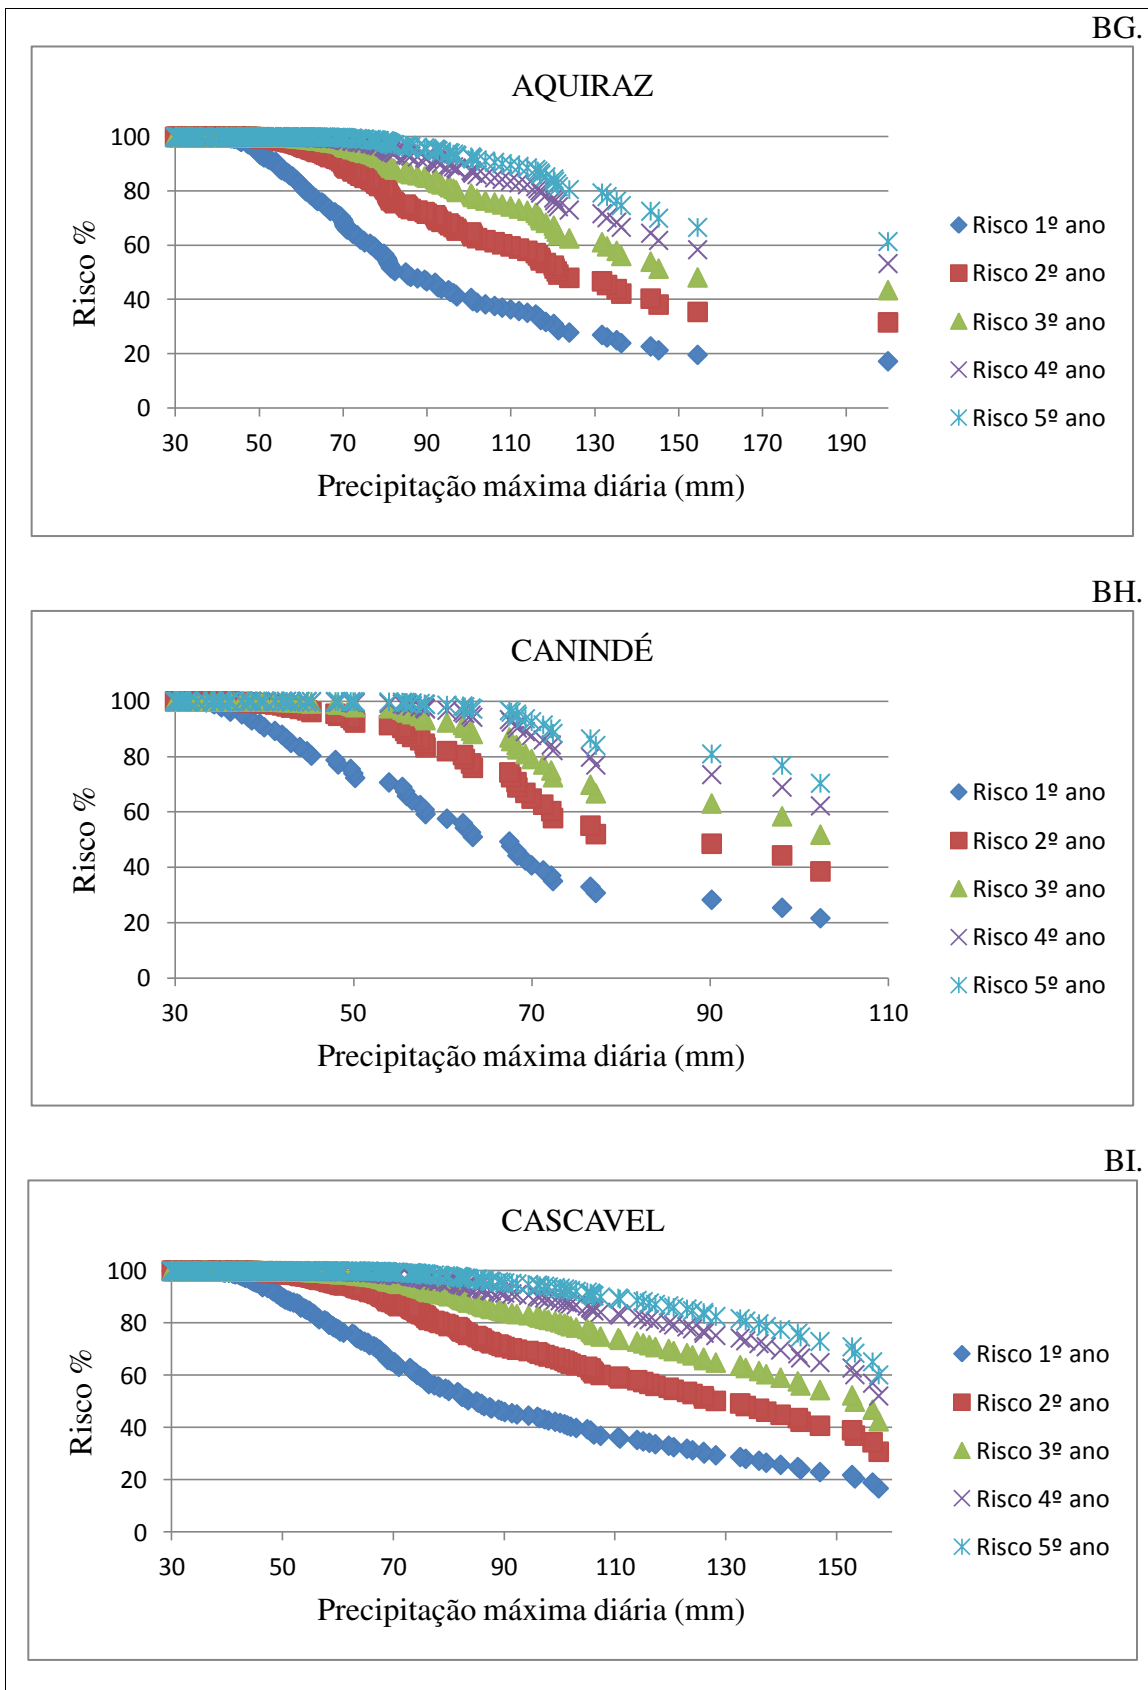 BG.
AQUIRAZ
100
80
60
40
20
0
Risco %
30 50 70 90 110 130 150 170 190
Precipitação máxima diária (mm)
Risco 1º ano
Risco 2º ano
Risco 3º ano
Risco 4º ano
Risco 5º ano
BH.
CANINDÉ
100
80
60
40
20
0
Risco %
30 50 70 90 110
Precipitação máxima diária (mm)
Risco 1º ano
Risco 2º ano
Risco 3º ano
Risco 4º ano
Risco 5º ano
BI.
CASCAVEL
100
80
60
40
20
0
Risco %
30 50 70 90 110 130 150
Precipitação máxima diária (mm)
Risco 1º ano
Risco 2º ano
Risco 3º ano
Risco 4º ano
Risco 5º ano